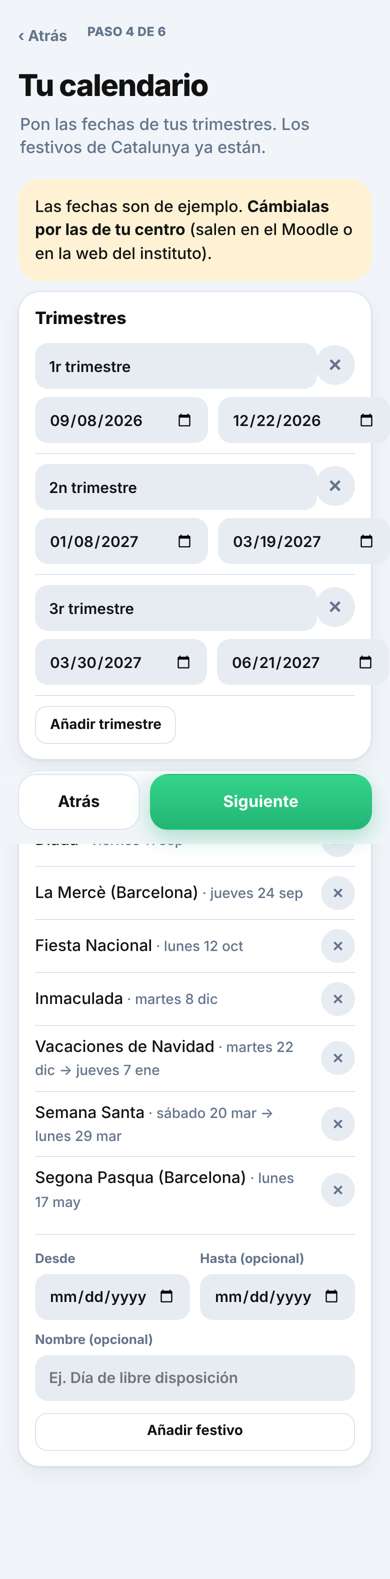 ‹ Atrás
PASO 4 DE 6
Tu calendario
Pon las fechas de tus trimestres. Los
festivos de Catalunya ya están.
Las fechas son de ejemplo. Cámbialas
por las de tu centro (salen en el Moodle o
en la web del instituto).
Trimestres
1r trimestre
09/08/2026 12/22/2026
2n trimestre
01/08/2027 03/19/2027
3r trimestre
03/30/2027 06/21/2027
Añadir trimestre
Atrás Siguiente
La Mercè (Barcelona) · jueves 24 sep
Fiesta Nacional · lunes 12 oct
Inmaculada · martes 8 dic
Vacaciones de Navidad · martes 22
dic → jueves 7 ene
Semana Santa · sábado 20 mar →
lunes 29 mar
Segona Pasqua (Barcelona) · lunes
17 may
Desde Hasta (opcional)
mm/dd/yyyy mm/dd/yyyy
Nombre (opcional)
Ej. Día de libre disposición
Añadir festivo